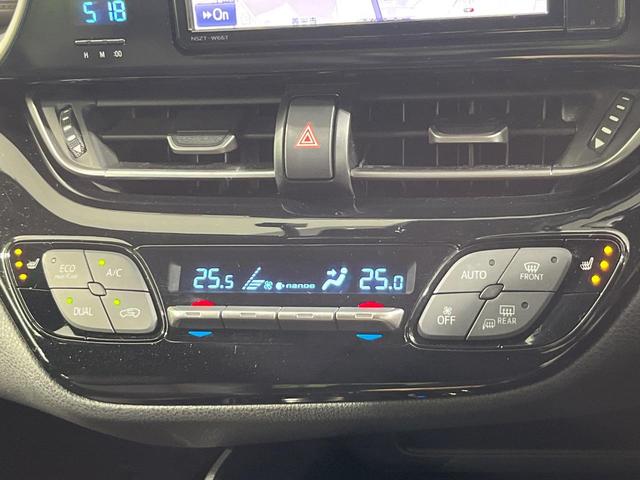 5:18
H M :00
On
NSZT-W66T
ECO
A/C
DUAL
25.5
nanoe
25.0
AUTO
FRONT
OFF
REAR